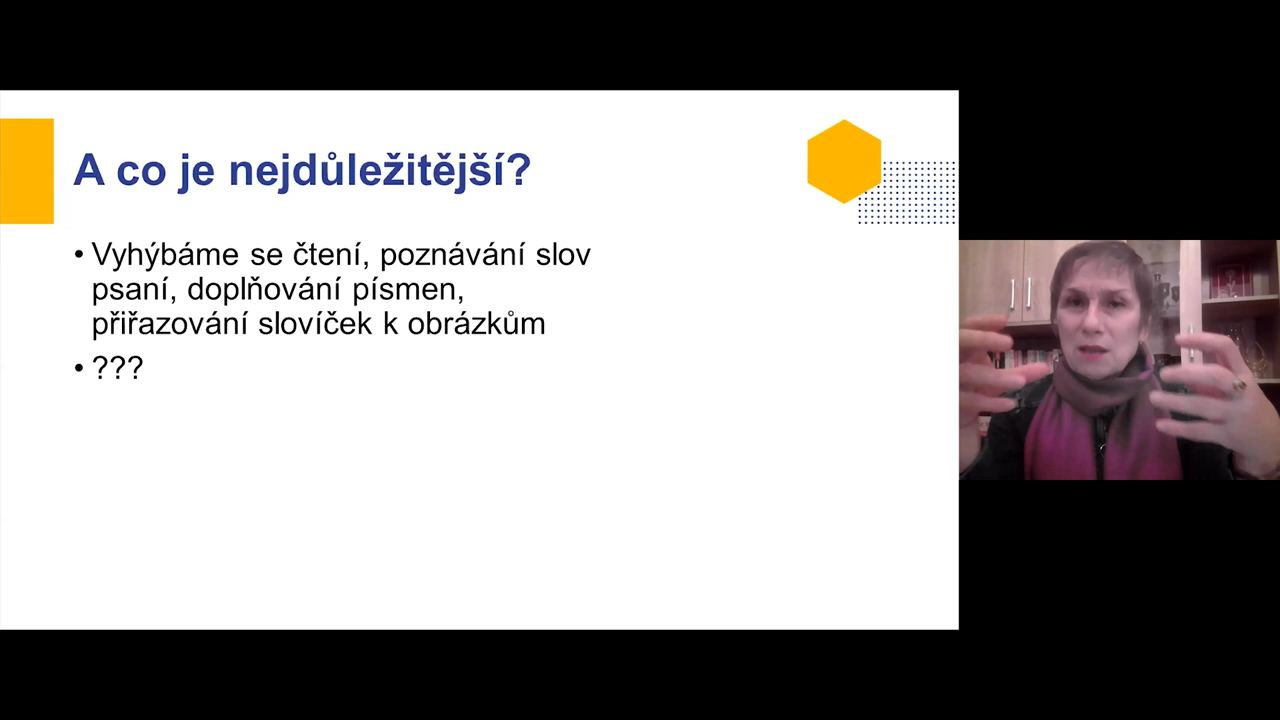 A co je nejdůležitější?
• Vyhýbáme se čtení, poznávání slov
psaní, doplňování písmen,
přiřazování slovíček k obrázkům
• ???